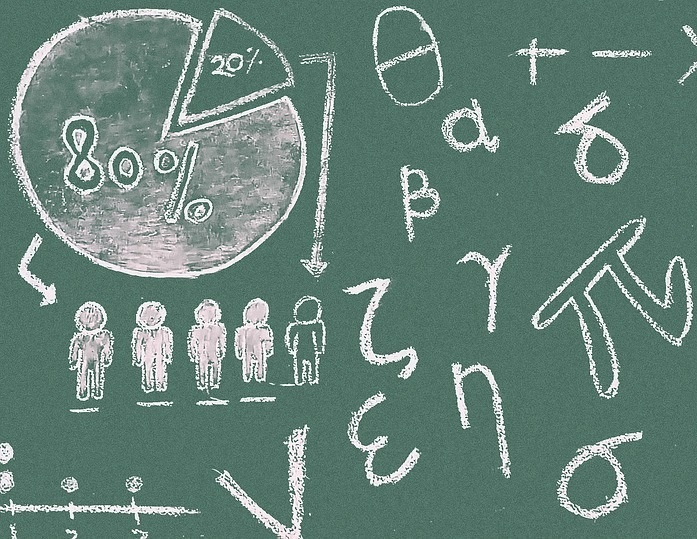 20%
80%
θ + −
α δ
β
γ
π
ζ
η
ε
σ